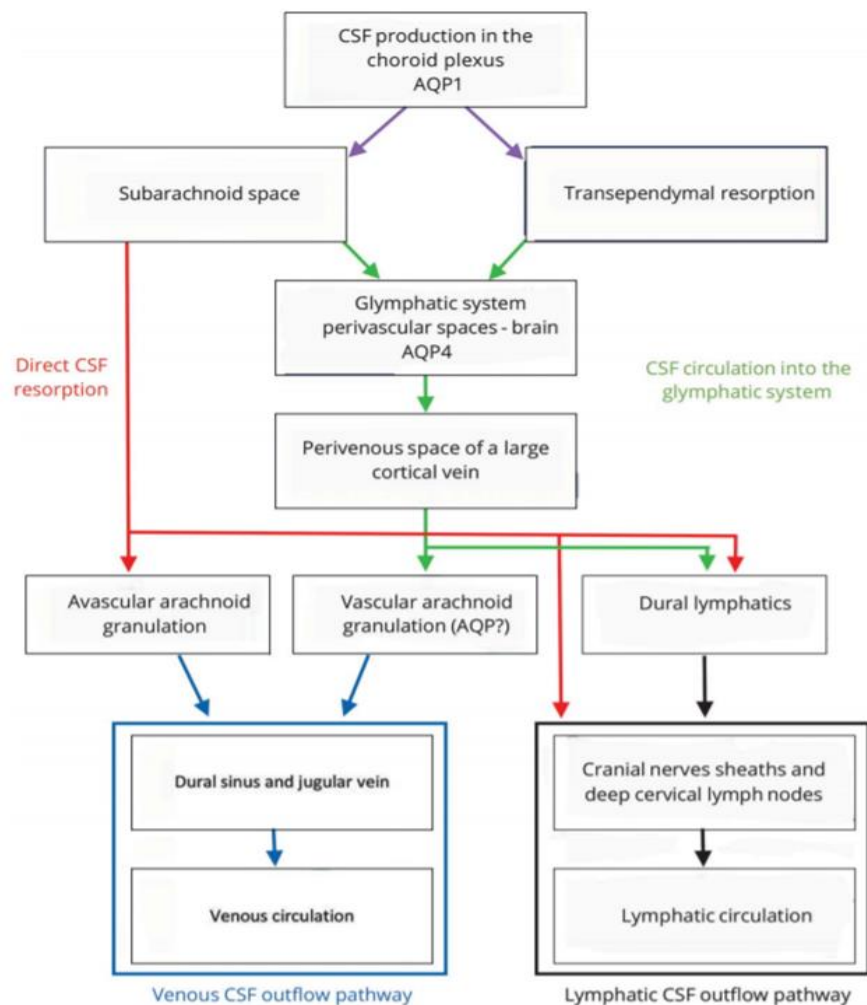 CSF production in the
choroid plexus
AQP1
Subarachnoid space
Transependymal resorption
Glymphatic system
perivascular spaces - brain
AQP4
Direct CSF
resorption
CSF circulation into the
glymphatic system
Perivenous space of a large
cortical vein
Avascular arachnoid
granulation
Vascular arachnoid
granulation (AQP?)
Dural lymphatics
Dural sinus and jugular vein
Cranial nerves sheaths and
deep cervical lymph nodes
Venous circulation
Lymphatic circulation
Venous CSF outflow pathway
Lymphatic CSF outflow pathway